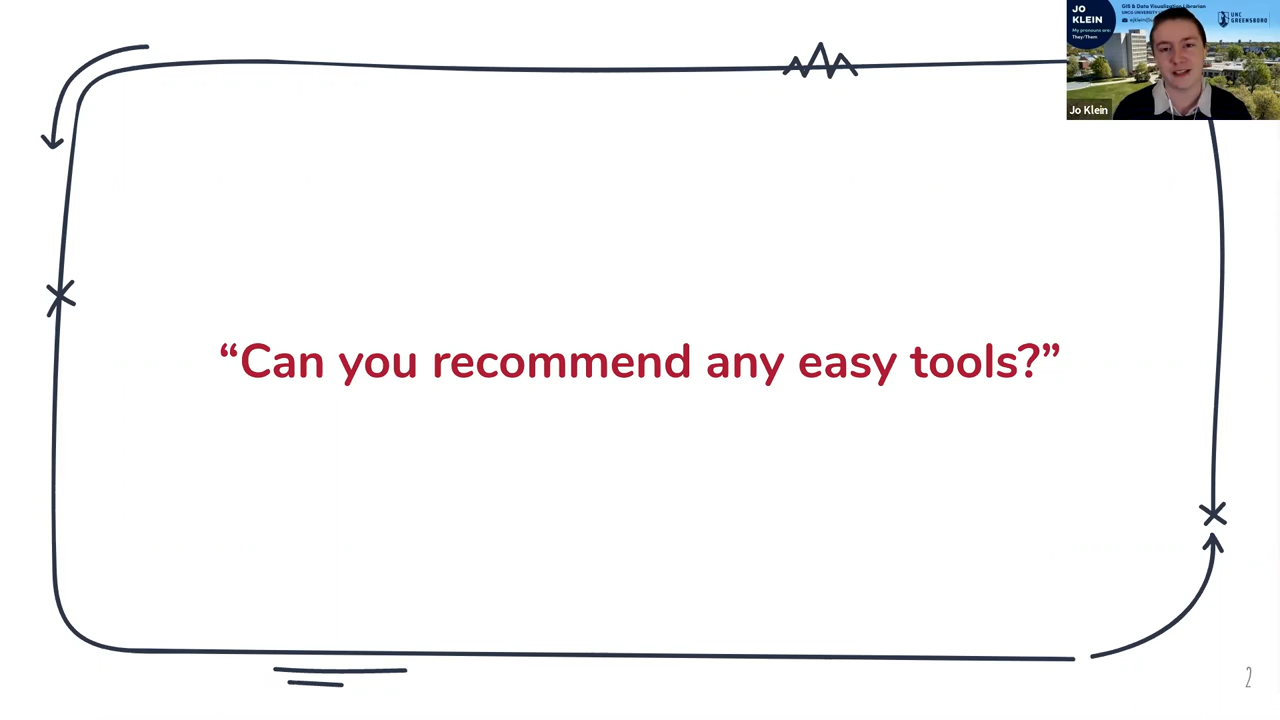 JO
KLEIN
My pronouns are:
They/Them
GIS & Data Visualization Librarian
UNC
GREENSBORO
Jo Klein
“Can you recommend any easy tools?”
2